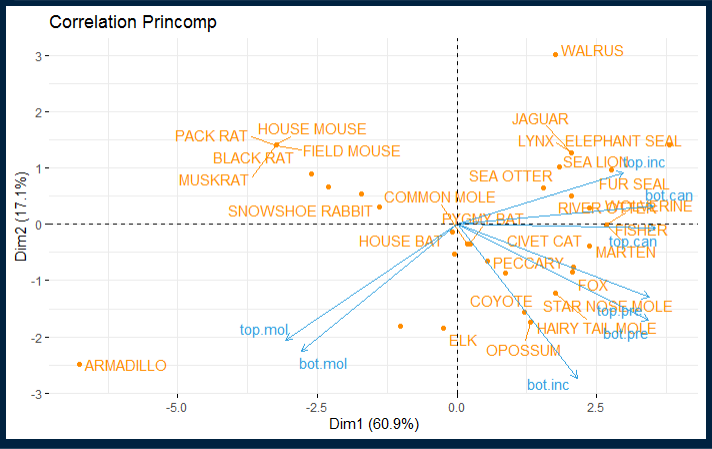 Correlation Princomp
3
WALRUS
2
JAGUAR
HOUSE MOUSE
PACK RAT
LYNX
ELEPHANT SEAL
FIELD MOUSE
BLACK RAT
SEA LION
top.inc
1
MUSKRAT
SEA OTTER
FUR SEAL
bot.can
COMMON MOLE
SNOWSHOE RABBIT
RIVER OTTER
WOLVERINE
PYGMY BAT
0
FISHER
HOUSE BAT
CIVET CAT
top.can
MARTEN
PECCARY
-1
FOX
COYOTE
STAR NOSE MOLE
top.pre
top.mol
HAIRY TAIL MOLE
bot.pre
-2
ELK
OPOSSUM
ARMADILLO
bot.mol
bot.inc
-3
-5.0
-2.5
0.0
2.5
Dim1 (60.9%)
Dim2 (17.1%)